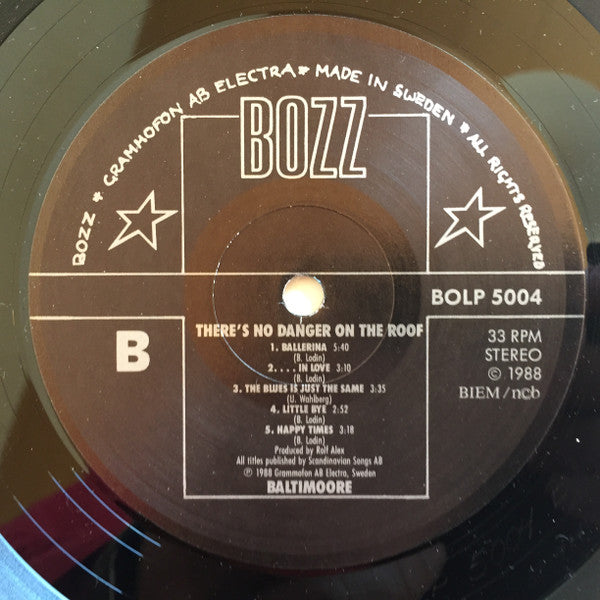 BOZZ * GRAMMOFON AB ELECTRA * MADE IN SWEDEN * ALL RIGHTS RESERVED
BOZZ
BOLP 5004
B
THERE'S NO DANGER ON THE ROOF
1. BALLERINA 5:40
(B. Lodin)
2. . . . IN LOVE 3:10
(B. Lodin)
3. THE BLUES IS JUST THE SAME 3:35
(U. Wahlberg)
4. LITTLE BYE 2:52
(B. Lodin)
5. HAPPY TIMES 3:18
(B. Lodin)
Produced by Rolf Alex
All titles published by Scandinavian Songs AB
℗ 1988 Grammofon AB Electra, Sweden
BALTIMOORE
33 RPM
STEREO
© 1988
BIEM/ncb